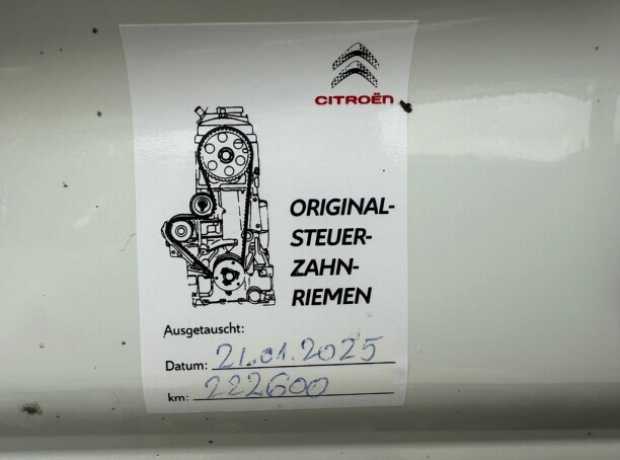 CITROËN
ORIGINAL-
STEUER-
ZAHN-
RIEMEN
Ausgetauscht:
Datum: 21.01.2025
km: 222600